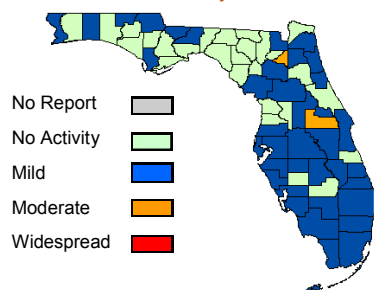 No Report
No Activity
Mild
Moderate
Widespread